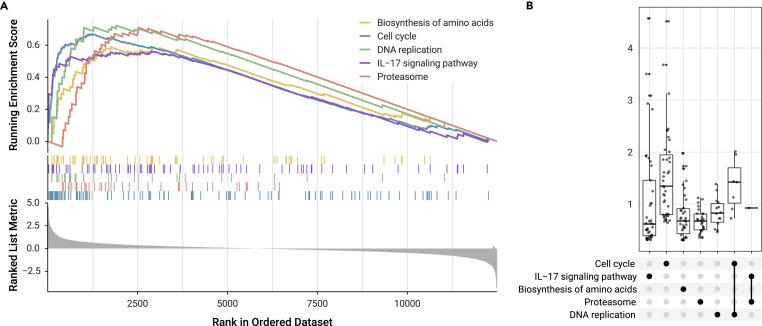 A
Running Enrichment Score
0.6
0.4
0.2
0.0
Biosynthesis of amino acids
Cell cycle
DNA replication
IL−17 signaling pathway
Proteasome
Ranked List Metric
5.0
2.5
0.0
−2.5
2500
5000
7500
10000
Rank in Ordered Dataset
B
4
3
2
1
Cell cycle
IL−17 signaling pathway
Biosynthesis of amino acids
Proteasome
DNA replication